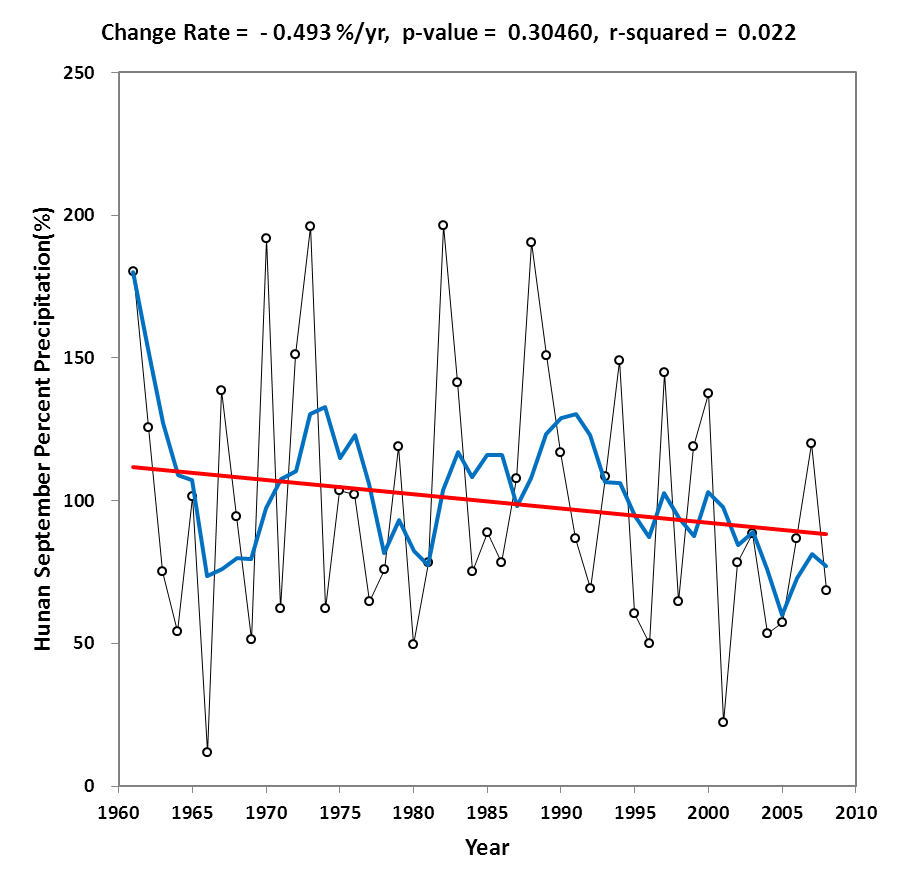 Change Rate = - 0.493 %/yr, p-value = 0.30460, r-squared = 0.022
Hunan September Percent Precipitation(%)
250
200
150
100
50
0
1960 1965 1970 1975 1980 1985 1990 1995 2000 2005 2010
Year